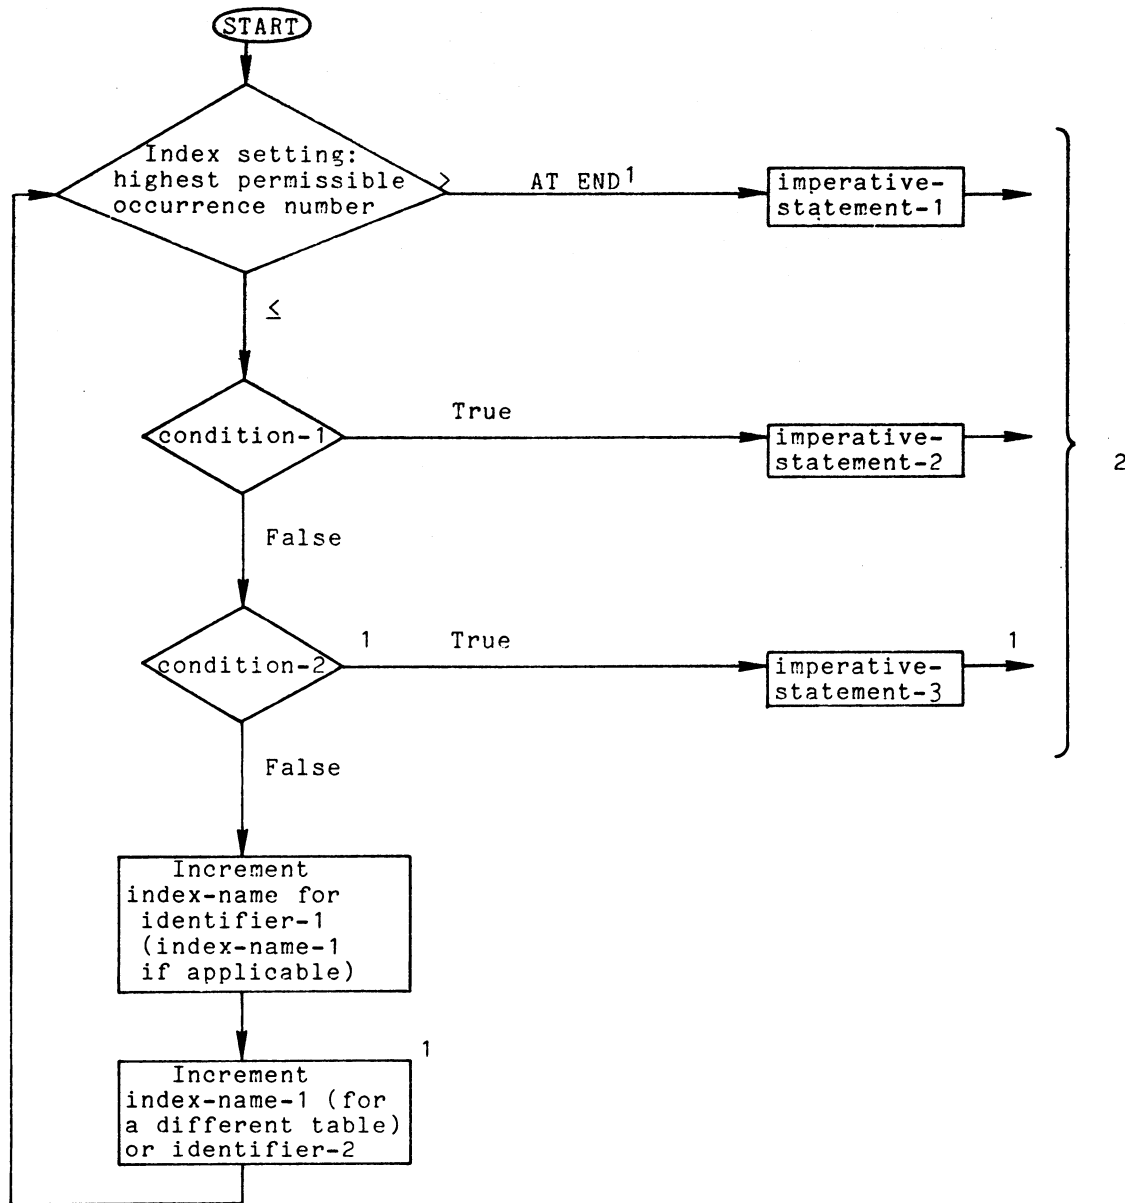 START
Index setting:
highest permissible
occurrence number
>
AT END1
imperative-
statement-1
≤
condition-1
True
imperative-
statement-2
2
False
condition-2
1
True
imperative-
statement-3
1
False
Increment
index-name for
identifier-1
(index-name-1
if applicable)
1
Increment
index-name-1 (for
a different table)
or identifier-2